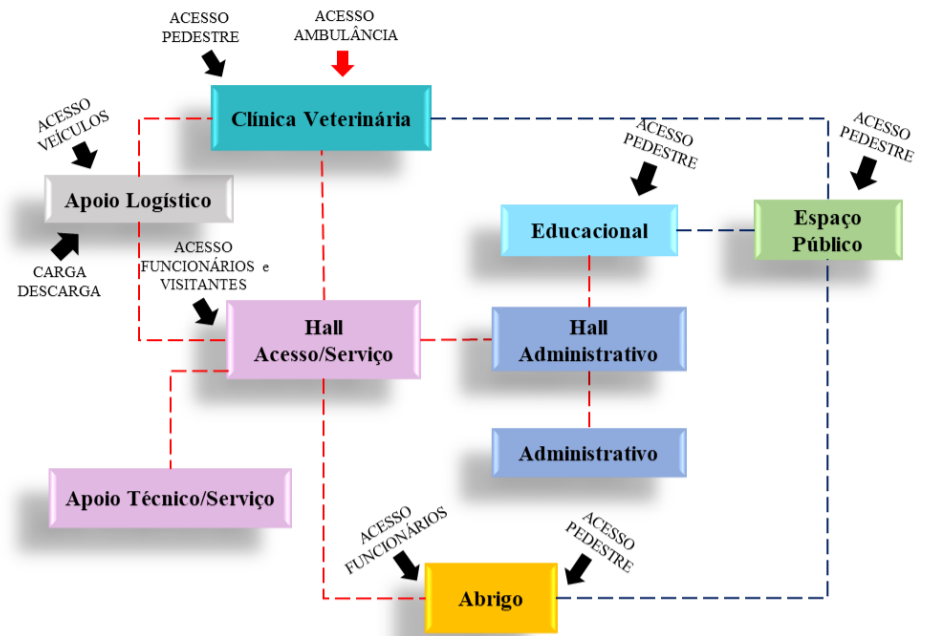 ACESSO
PEDESTRE
ACESSO
AMBULÂNCIA
Clínica Veterinária
ACESSO
VEÍCULOS
ACESSO
PEDESTRE
ACESSO
PEDESTRE
Apoio Logístico
Educacional
Espaço
Público
CARGA
DESCARGA
ACESSO
FUNCIONÁRIOS e
VISITANTES
Hall
Acesso/Serviço
Hall
Administrativo
Apoio Técnico/Serviço
Administrativo
ACESSO
FUNCIONÁRIOS
ACESSO
PEDESTRE
Abrigo